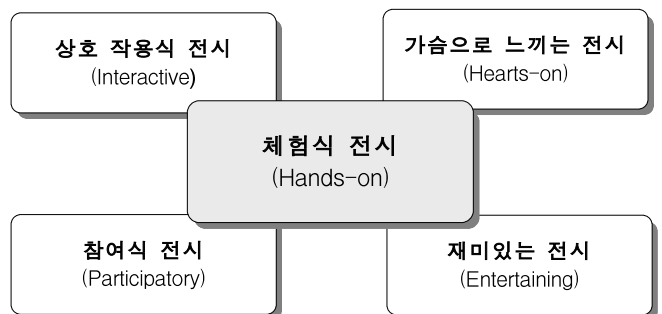 상호 작용식 전시
(Interactive)
가슴으로 느끼는 전시
(Hearts-on)
체험식 전시
(Hands-on)
참여식 전시
(Participatory)
재미있는 전시
(Entertaining)